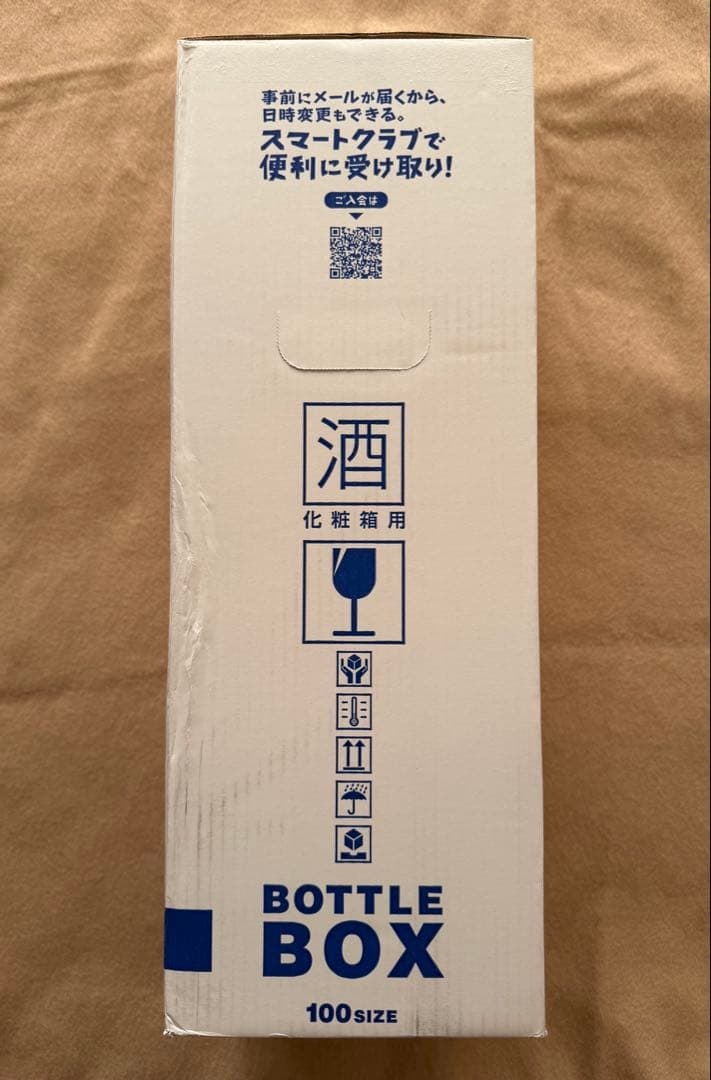 事前にメールが届くから、
日時変更もできる。
スマートクラブで
便利に受け取り!
ご入会は
酒
化粧箱用
BOTTLE
BOX
100 SIZE